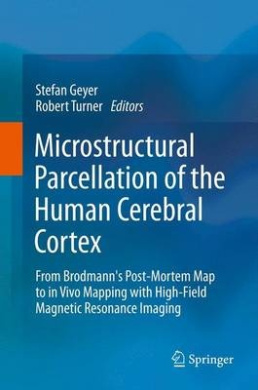 Stefan Geyer
Robert Turner Editors
Microstructural
Parcellation of the
Human Cerebral
Cortex
From Brodmann's Post-Mortem Map
to in Vivo Mapping with High-Field
Magnetic Resonance Imaging
Springer